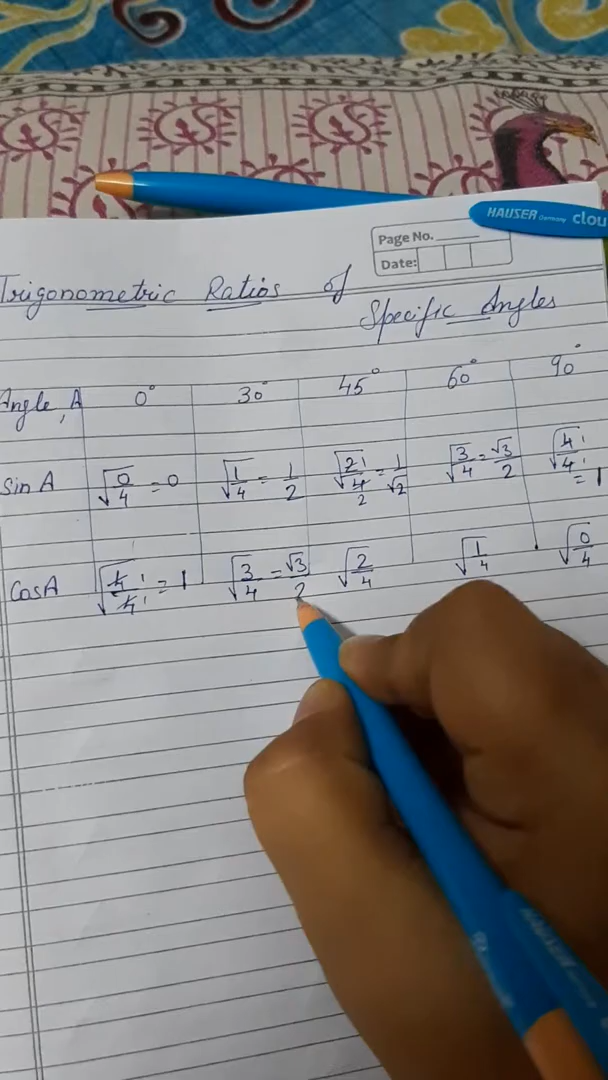 HAUSER Germany clou
Page No.
Date:
Trigonometric Ratios of
Specific Angles
Angle, A 0° 30° 45° 60° 90°
sin A √0/4 = 0 √1/4 = 1/2 √2/4 = 1/√2 √3/4 = √3/2 √4/4 = 1
Cos A √4/4 = 1 √3/4 = √3/2 √2/4 √1/4 √0/4